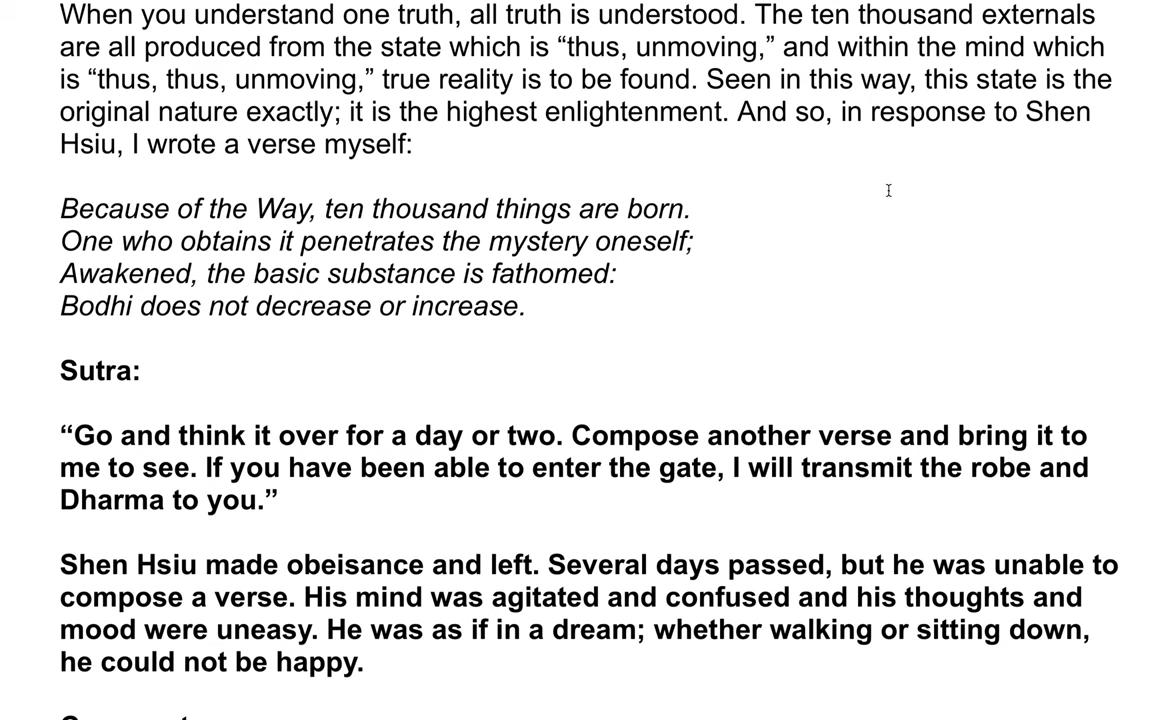 When you understand one truth, all truth is understood. The ten thousand externals
are all produced from the state which is “thus, unmoving,” and within the mind which
is “thus, thus, unmoving,” true reality is to be found. Seen in this way, this state is the
original nature exactly; it is the highest enlightenment. And so, in response to Shen
Hsiu, I wrote a verse myself:
Because of the Way, ten thousand things are born.
One who obtains it penetrates the mystery oneself;
Awakened, the basic substance is fathomed:
Bodhi does not decrease or increase.
Sutra:
“Go and think it over for a day or two. Compose another verse and bring it to
me to see. If you have been able to enter the gate, I will transmit the robe and
Dharma to you.”
Shen Hsiu made obeisance and left. Several days passed, but he was unable to
compose a verse. His mind was agitated and confused and his thoughts and
mood were uneasy. He was as if in a dream; whether walking or sitting down,
he could not be happy.